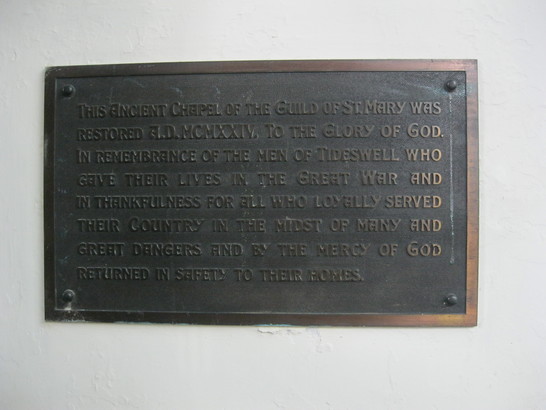 This Ancient Chapel of the Guild of St. Mary was
restored A.D. MCMXXIV. To the Glory of God.
in remembrance of the men of Tideswell who
gave their lives in the Great War and
in thankfulness for all who loyally served
their Country in the midst of many and
great dangers and by the mercy of God
returned in safety to their homes.